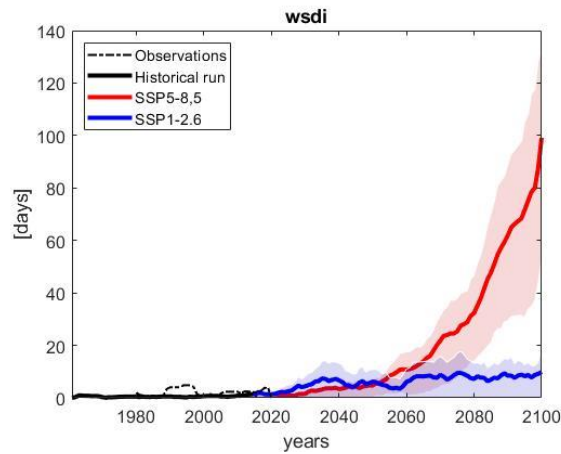 wsdi
140
120
100
80
60
40
20
0
[days]
Observations
Historical run
SSP5-8,5
SSP1-2.6
1980 2000 2020 2040 2060 2080 2100
years